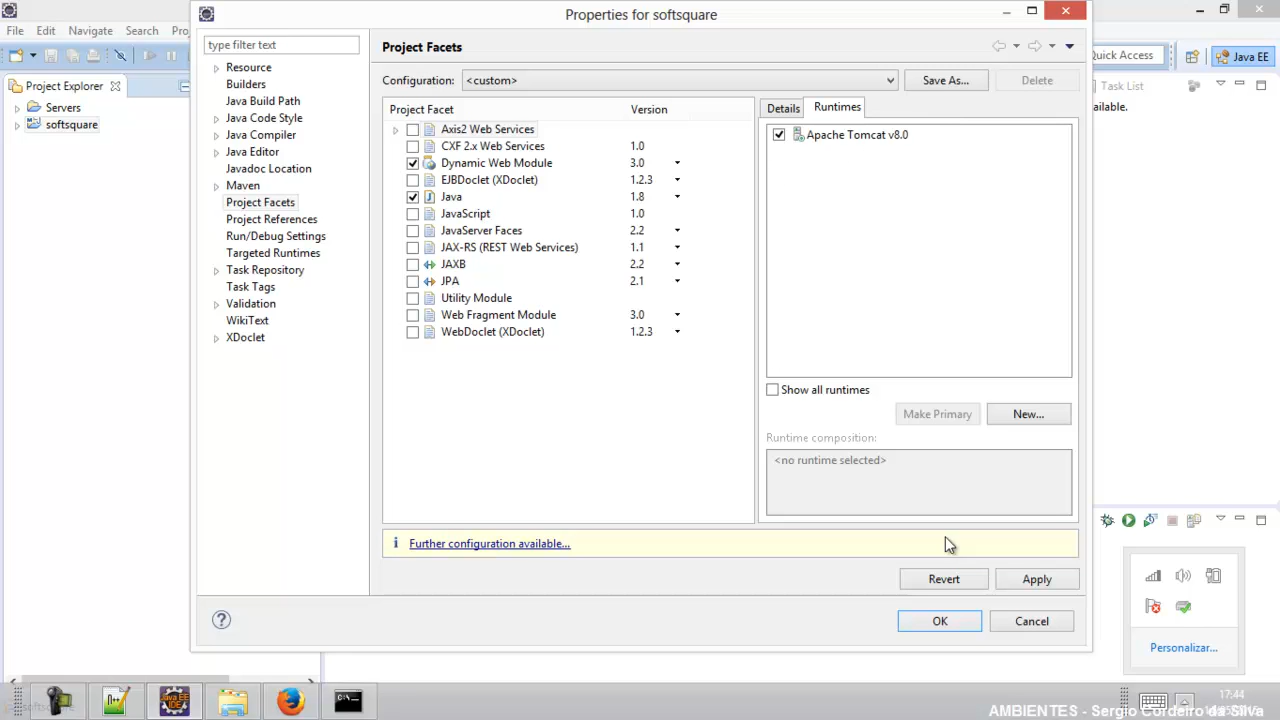 Properties for softsquare
File Edit Navigate Search
type filter text
Project Facets
Quick Access
Java EE
Configuration: <custom> Save As... Delete
Project Explorer
Servers
softsquare
Resource
Builders
Java Build Path
Java Code Style
Java Compiler
Java Editor
Javadoc Location
Maven
Project Facets
Project References
Run/Debug Settings
Targeted Runtimes
Task Repository
Task Tags
Validation
WikiText
XDoclet
Project Facet Version
Axis2 Web Services
CXF 2.x Web Services 1.0
Dynamic Web Module 3.0
EJBDoclet (XDoclet) 1.2.3
Java 1.8
JavaScript 1.0
JavaServer Faces 2.2
JAX-RS (REST Web Services) 1.1
JAXB 2.2
JPA 2.1
Utility Module
Web Fragment Module 3.0
WebDoclet (XDoclet) 1.2.3
Details Runtimes
Apache Tomcat v8.0
Show all runtimes
Make Primary New...
Runtime composition:
<no runtime selected>
Task List
ailable.
i Further configuration available...
Revert Apply
? OK Cancel
Personalizar...
Java EE
IDE
17:44
AMBIENTES - Sergio Cordeiro da Silva